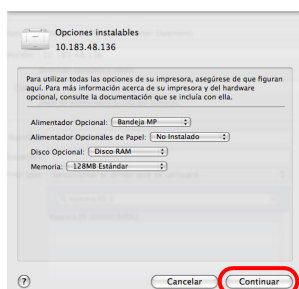 Opciones instalables
10.183.48.136
Para utilizar todas las opciones de su impresora, asegúrese de que figuran
aquí. Para más información acerca de su impresora y del hardware
opcional, consulte la documentación que se incluía con ella.
Alimentador Opcional: Bandeja MP
Alimentador Opcionales de Papel: No Instalado
Disco Opcional: Disco RAM
Memoria: 128MB Estándar
? Cancelar Continuar